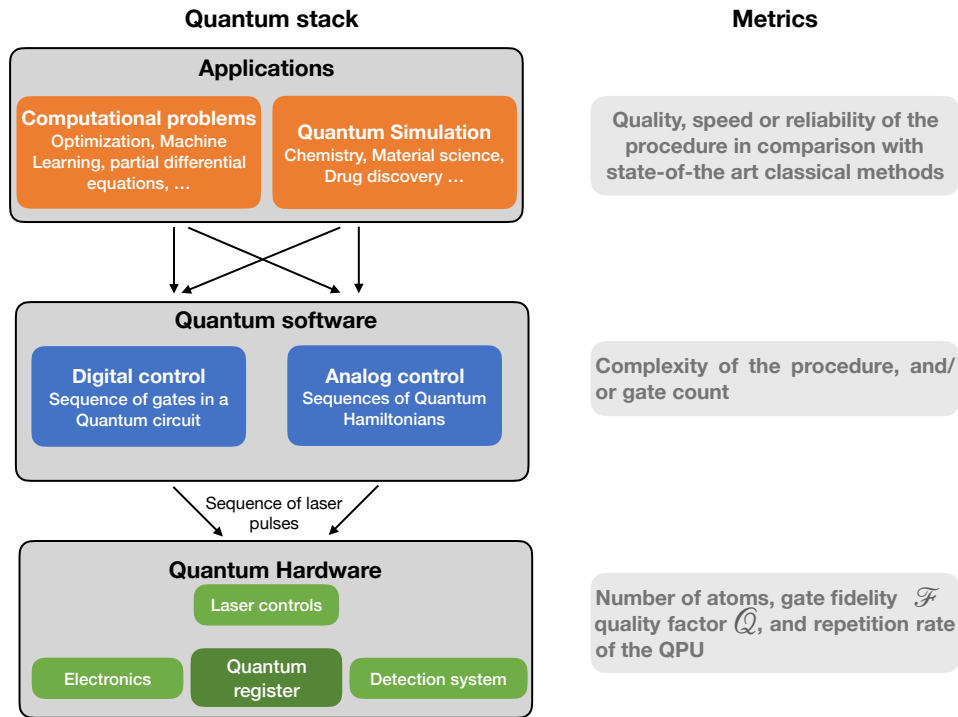 Quantum stack
Metrics
Applications
Computational problems
Optimization, Machine
Learning, partial differential
equations, …
Quantum Simulation
Chemistry, Material science,
Drug discovery …
Quality, speed or reliability of the
procedure in comparison with
state-of-the art classical methods
Quantum software
Digital control
Sequence of gates in a
Quantum circuit
Analog control
Sequences of Quantum
Hamiltonians
Complexity of the procedure, and/
or gate count
Sequence of laser
pulses
Quantum Hardware
Laser controls
Electronics
Quantum
register
Detection system
Number of atoms, gate fidelity ℱ
quality factor 𝒬, and repetition rate
of the QPU